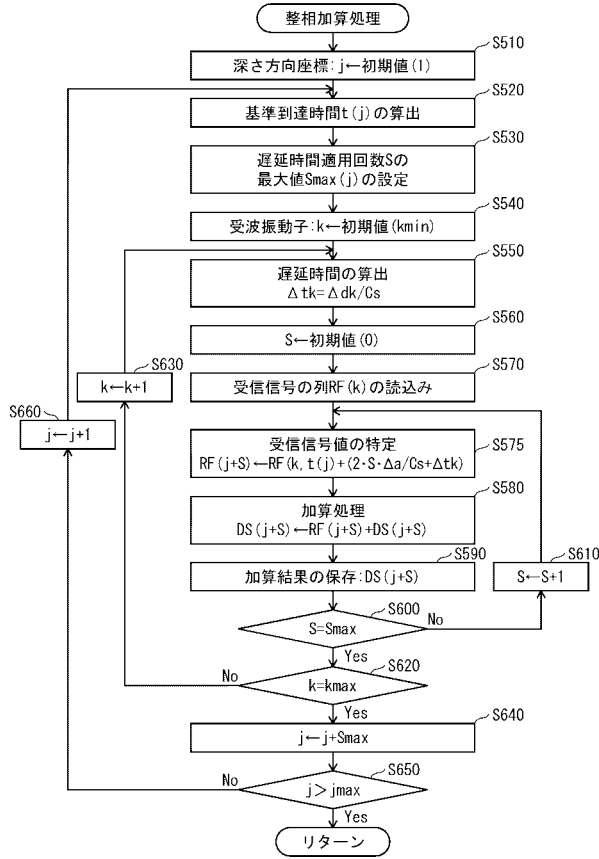 整相加算処理
S510
深さ方向座標:j←初期値(1)
S520
基準到達時間t(j)の算出
S530
遅延時間適用回数Sの
最大値Smax(j)の設定
S540
受波振動子:k←初期値(kmin)
S550
遅延時間の算出
Δtk=Δdk/Cs
S560
S←初期値(0)
S630
k←k+1
S570
受信信号の列RF(k)の読込み
S660
j←j+1
S575
受信信号値の特定
RF(j+S)←RF(k,t(j)+(2・S・Δa/Cs+Δtk)
S580
加算処理
DS(j+S)←RF(j+S)+DS(j+S)
S590
加算結果の保存:DS(j+S)
S610
S←S+1
S600
S=Smax
No
Yes
S620
k=kmax
No
Yes
S640
j←j+Smax
S650
j>jmax
No
Yes
リターン